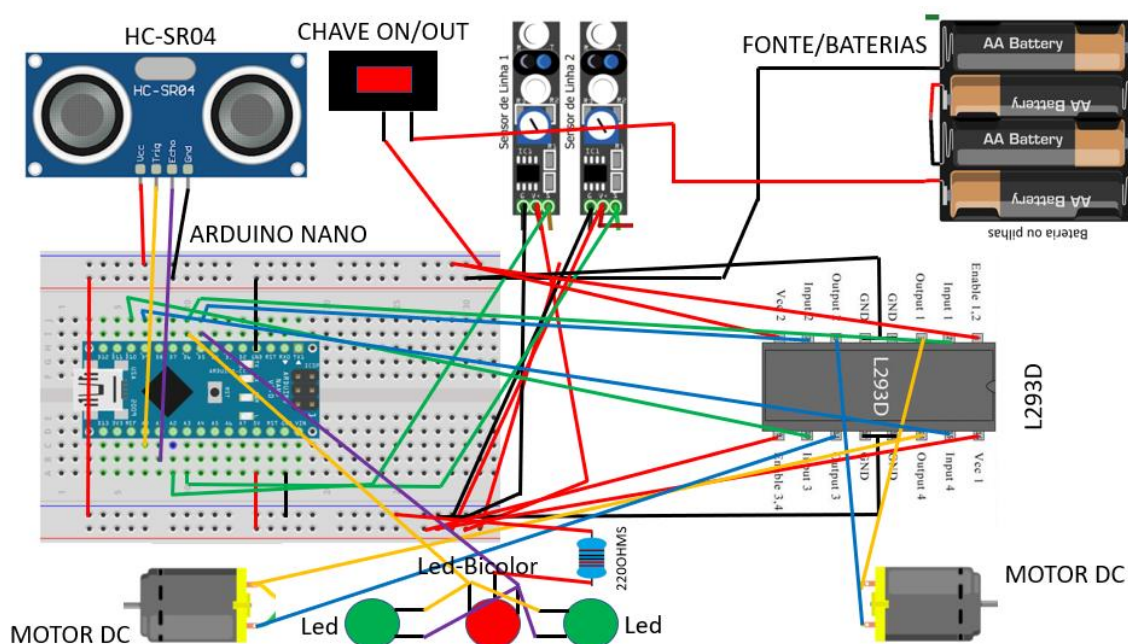 HC-SR04
CHAVE ON/OUT
FONTE/BATERIAS
HC-SR04
Vcc
Trig
Echo
Gnd
Sensor de Linha 1
Sensor de Linha 2
IC1
IC1
AA Battery
AA Battery
AA Battery
AA Battery
Bateria ou pilhas
ARDUINO NANO
Vcc 2
Input 2
Output 2
GND
GND
Output 1
Input 1
Enable 1,2
L293D
L293D
Enable 3,4
Input 3
Output 3
GND
GND
Output 4
Input 4
Vcc 1
220OHMS
Led-Bicolor
MOTOR DC
Led
Led
MOTOR DC